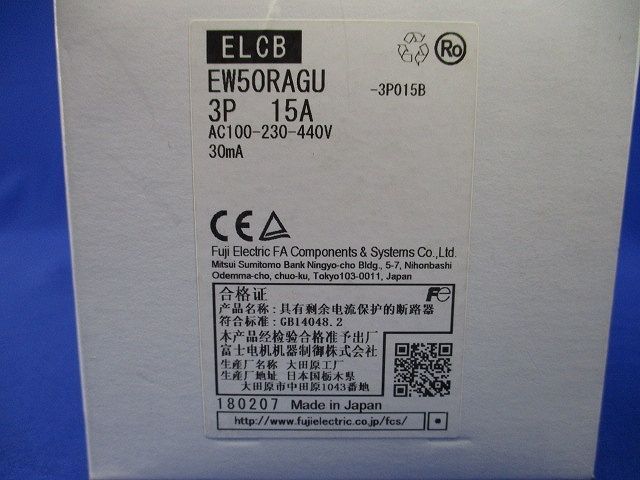 ELCB
Ro
EW50RAGU -3P015B
3P 15A
AC100-230-440V
30mA
CE
Fuji Electric FA Components & Systems Co.,Ltd.
Mitsui Sumitomo Bank Ningyo-cho Bldg., 5-7, Nihonbashi
Odemma-cho, chuo-ku, Tokyo103-0011, Japan
合格证 Fe
产品名称：具有剩余电流保护的断路器
符合标准：GB14048.2
本产品经检验合格准予出厂
富士电机机器制御株式会社
生产厂名称 大田原工厂
生产厂地址 日本国栃木県
大田原市中田原1043番地
180207 Made in Japan
http://www.fujielectric.co.jp/fcs/